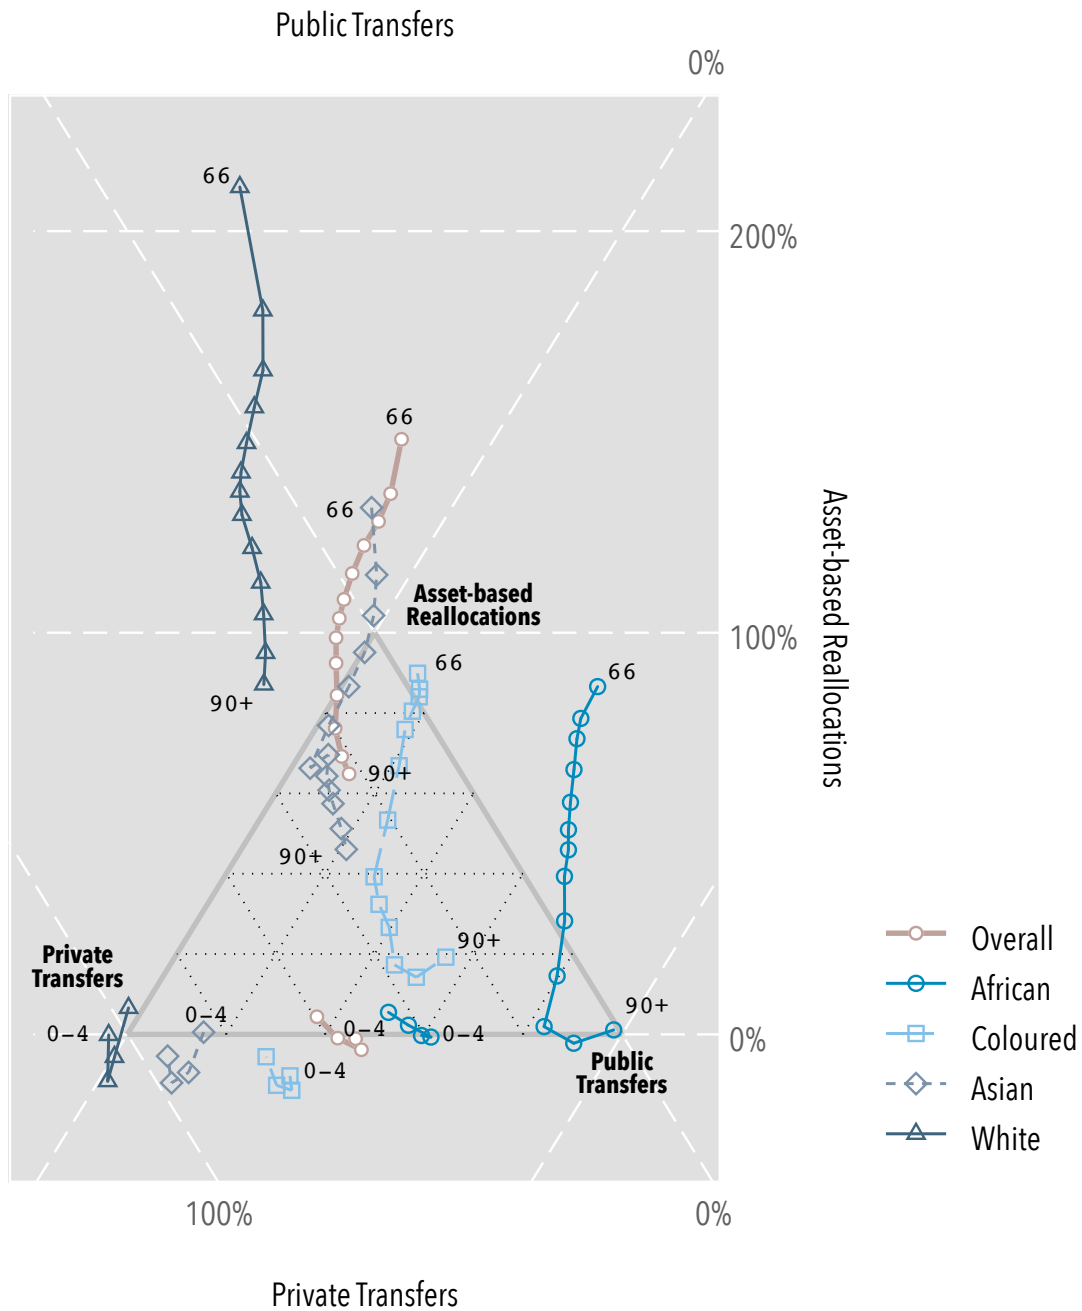 Public Transfers
0%
66
200%
66
66
Asset-based
Reallocations
100%
66
66
90+
90+
90+
Asset-based Reallocations
90+
Private
Transfers
90+
0–4
0–4
0–4
0–4
0%
0–4
Public
Transfers
Overall
African
Coloured
Asian
White
100%
0%
Private Transfers